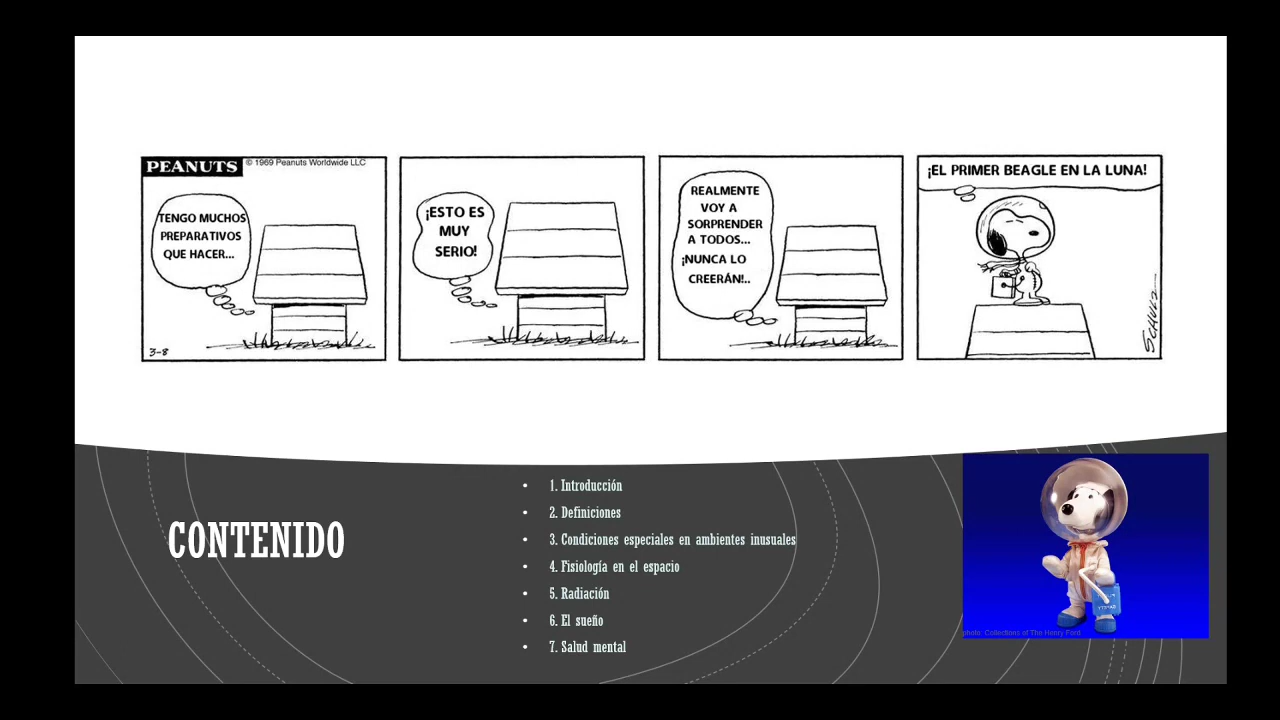 PEANUTS © 1969 Peanuts Worldwide LLC
TENGO MUCHOS
PREPARATIVOS
QUE HACER...
3-8
¡ESTO ES
MUY
SERIO!
REALMENTE
VOY A
SORPRENDER
A TODOS...
¡NUNCA LO
CREERÁN!..
¡EL PRIMER BEAGLE EN LA LUNA!
SCHULZ
CONTENIDO
• 1. Introducción
• 2. Definiciones
• 3. Condiciones especiales en ambientes inusuales
• 4. Fisiología en el espacio
• 5. Radiación
• 6. El sueño
• 7. Salud mental
photo: Collections of The Henry Ford